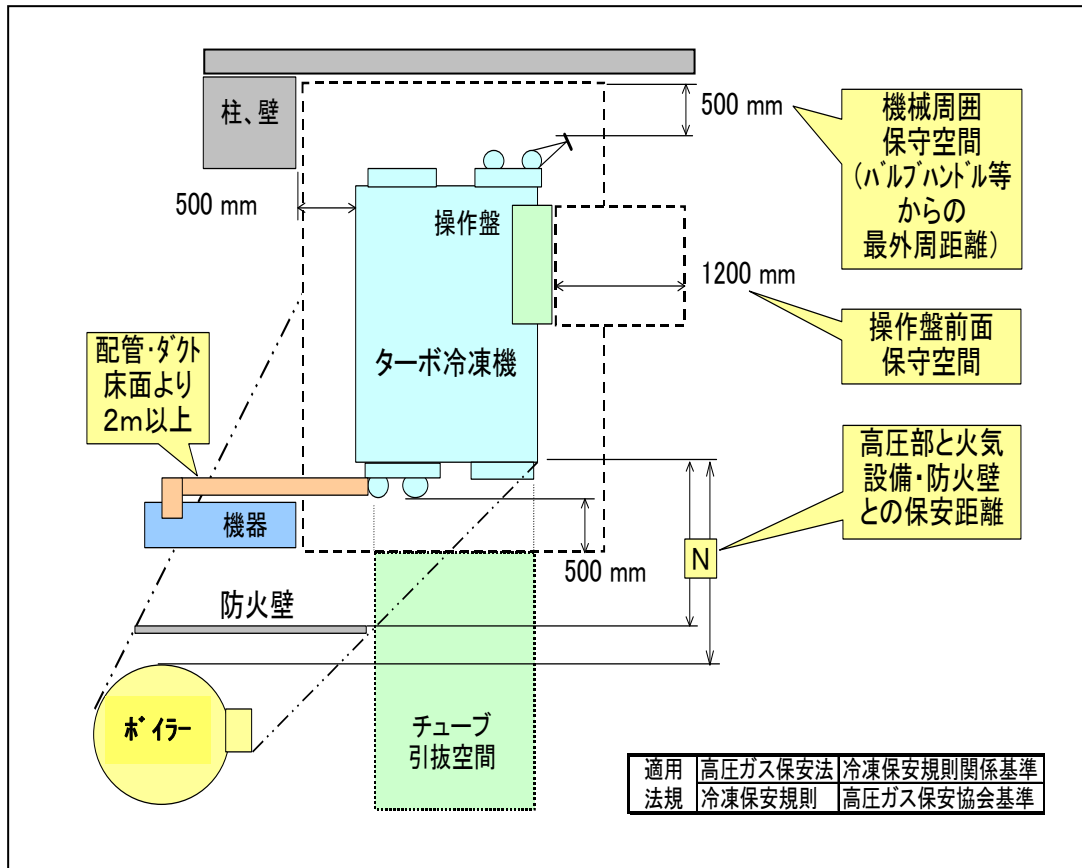 柱、壁
500 mm
機械周囲
保守空間
(ﾊﾞﾙﾌﾞﾊﾝﾄﾞﾙ等
からの
最外周距離)
500 mm
操作盤
1200 mm
操作盤前面
保守空間
配管・ﾀﾞｸﾄ
床面より
2m以上
ターボ冷凍機
高圧部と火気
設備・防火壁
との保安距離
機器
500 mm
N
防火壁
ﾎﾞｲﾗｰ
チューブ
引抜空間
適用 高圧ガス保安法 冷凍保安規則関係基準
法規 冷凍保安規則 高圧ガス保安協会基準